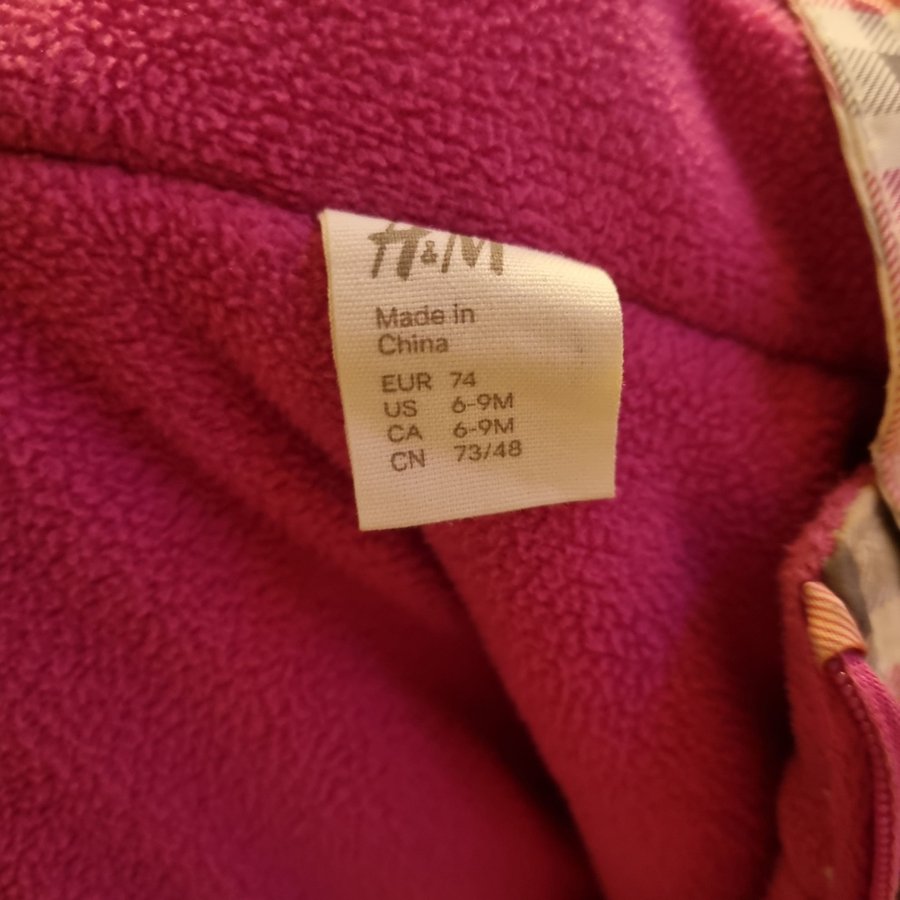 H&M
Made in
China
EUR 74
US 6-9M
CA 6-9M
CN 73/48